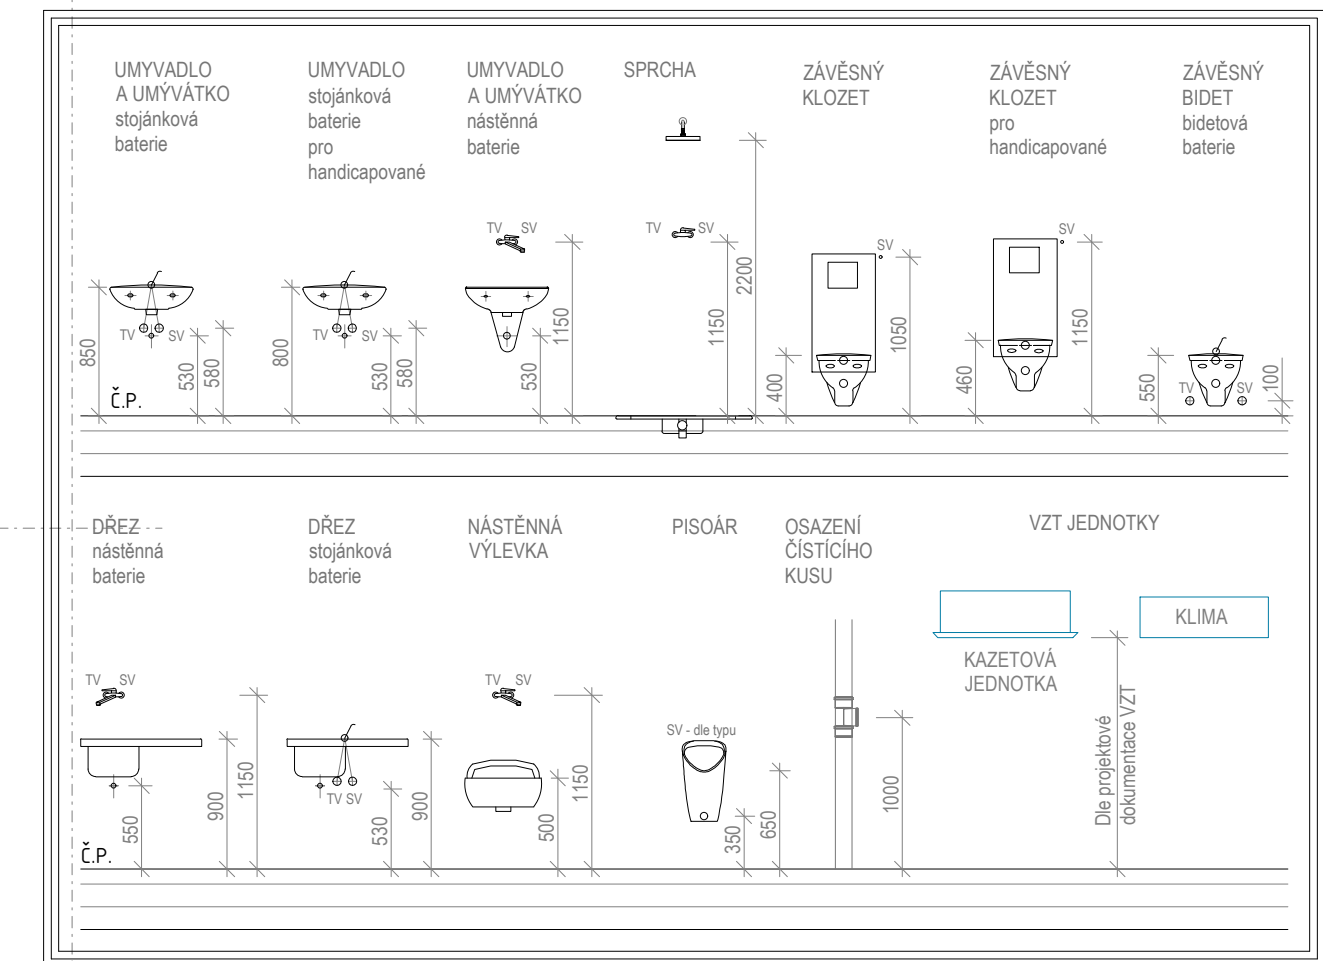 UMYVADLO
A UMÝVÁTKO
stojánková
baterie
UMYVADLO
stojánková
baterie
pro
handicapované
UMYVADLO
A UMÝVÁTKO
nástěnná
baterie
SPRCHA
ZÁVĚSNÝ
KLOZET
ZÁVĚSNÝ
KLOZET
pro
handicapované
ZÁVĚSNÝ
BIDET
bidetová
baterie
TV SV
850
530
580
TV SV
800
530
580
TV SV
1150
530
TV SV
2200
1150
SV
400
1050
SV
460
1150
TV SV
550
100
Č.P.
DŘEZ
nástěnná
baterie
DŘEZ
stojánková
baterie
NÁSTĚNNÁ
VÝLEVKA
PISOÁR
OSAZENÍ
ČÍSTÍCÍHO
KUSU
VZT JEDNOTKY
TV SV
550
900
1150
TV SV
530
900
TV SV
500
1150
SV - dle typu
350
650
1000
KAZETOVÁ
JEDNOTKA
Dle projektové
dokumentace VZT
KLIMA
Č.P.